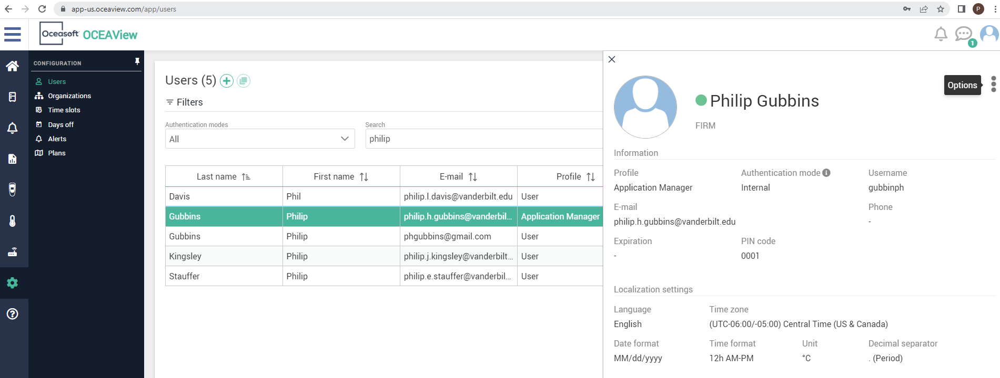 app-us.oceaview.com/app/users
P
Oceasoft OCEAView
1
CONFIGURATION
Users
Organizations
Time slots
Days off
Alerts
Plans
Users (5)
Filters
Authentication modes
Search
All
philip
Last name First name E-mail Profile
Davis Phil philip.l.davis@vanderbilt.edu User
Gubbins Philip philip.h.gubbins@vanderbil... Application Manager
Gubbins Philip phgubbins@gmail.com User
Kingsley Philip philip.j.kingsley@vanderbilt... User
Stauffer Philip philip.e.stauffer@vanderbil... User
Options
Philip Gubbins
FIRM
Information
Profile Authentication mode Username
Application Manager Internal gubbinph
E-mail Phone
philip.h.gubbins@vanderbilt.edu -
Expiration PIN code
- 0001
Localization settings
Language Time zone
English (UTC-06:00/-05:00) Central Time (US & Canada)
Date format Time format Unit Decimal separator
MM/dd/yyyy 12h AM-PM °C . (Period)